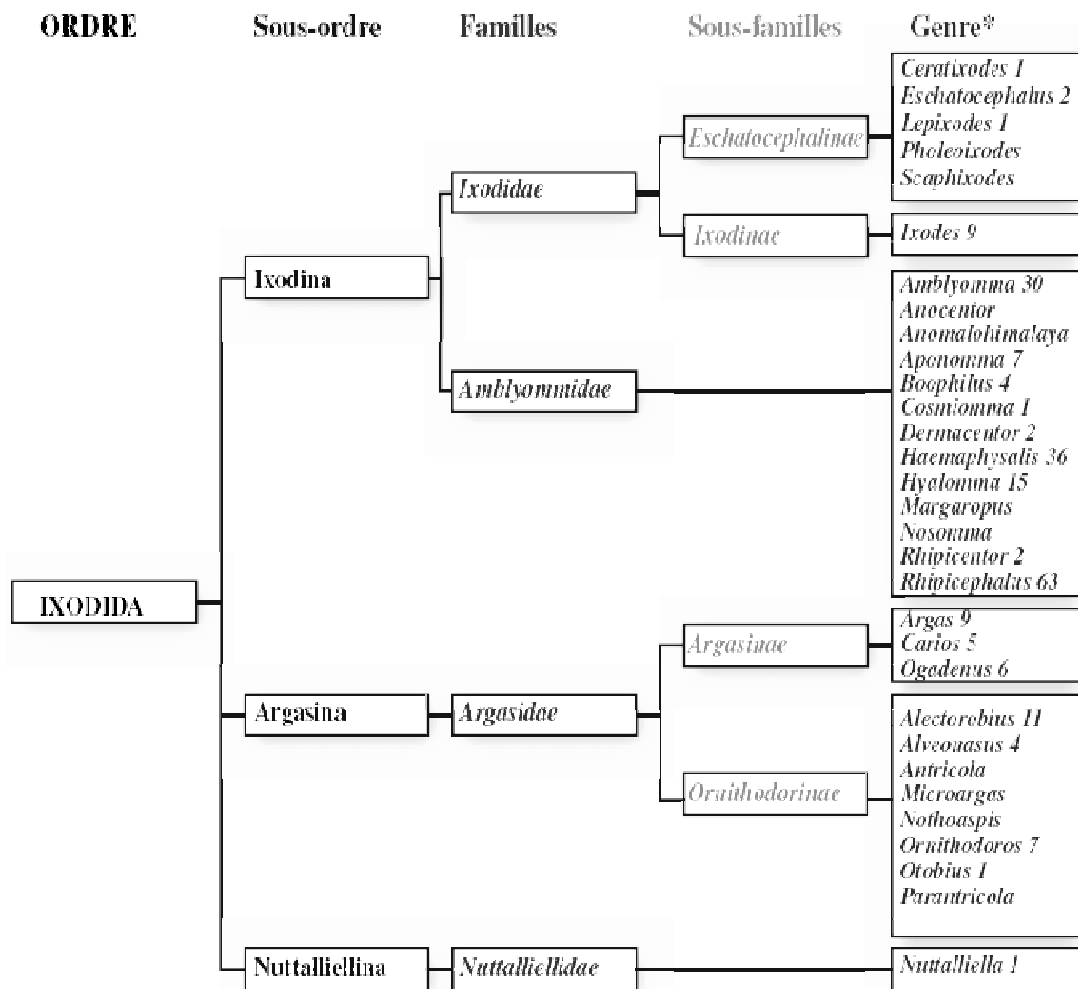 ORDRE Sous-ordre Familles Sous-familles Genre*
Ceratixodes 1
Eschatocephalus 2
Lepixodes 1
Pholeoixodes
Scaphixodes
Eschatocephalinae
Ixodidae
Ixodinae
Ixodes 9
Ixodina
Amblyomma 30
Anocentor
Anomalohimalaya
Aponomma 7
Boophilus 4
Cosmiomma 1
Dermacentor 2
Haemaphysalis 36
Hyalomma 15
Margaropus
Nosomma
Rhipicentor 2
Rhipicephalus 63
Amblyommidae
IXODIDA
Argas 9
Carios 5
Ogadenus 6
Argasinae
Argasina
Argasidae
Alectorobius 11
Alveonasus 4
Antricola
Microargas
Nothoaspis
Ornithodoros 7
Otobius 1
Parantricola
Ornithodorinae
Nuttalliellina
Nuttalliellidae
Nuttalliella 1